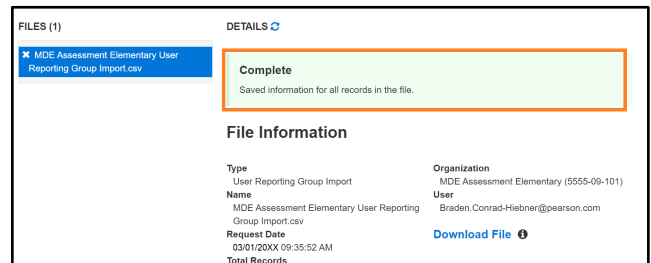 FILES (1)
MDE Assessment Elementary User
Reporting Group Import.csv
DETAILS
Complete
Saved information for all records in the file.
File Information
Type
User Reporting Group Import
Name
MDE Assessment Elementary User Reporting
Group Import.csv
Request Date
03/01/20XX 09:35:52 AM
Total Records
Organization
MDE Assessment Elementary (5555-09-101)
User
Braden.Conrad-Hiebner@pearson.com
Download File